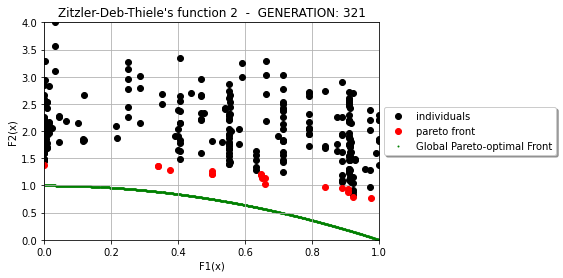 Zitzler-Deb-Thiele's function 2 - GENERATION: 321
4.0
3.5
3.0
2.5
2.0
1.5
1.0
0.5
0.0
F2(x)
0.0 0.2 0.4 0.6 0.8 1.0
F1(x)
individuals
pareto front
Global Pareto-optimal Front